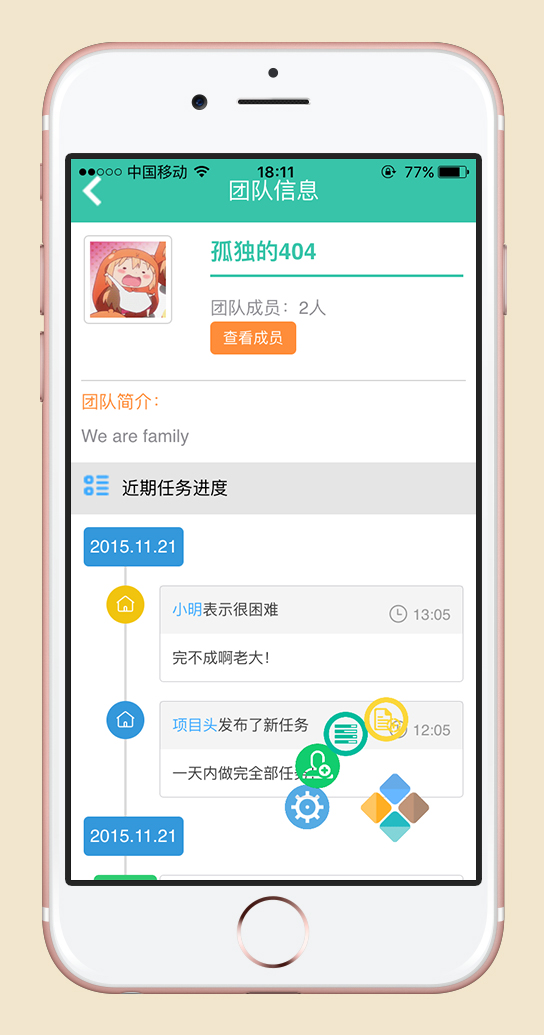 中国移动 18:11 77%
团队信息
孤独的404
团队成员：2人
查看成员
团队简介：
We are family
近期任务进度
2015.11.21
小明表示很困难 13:05
完不成啊老大！
项目头发布了新任务 12:05
一天内做完全部任
2015.11.21